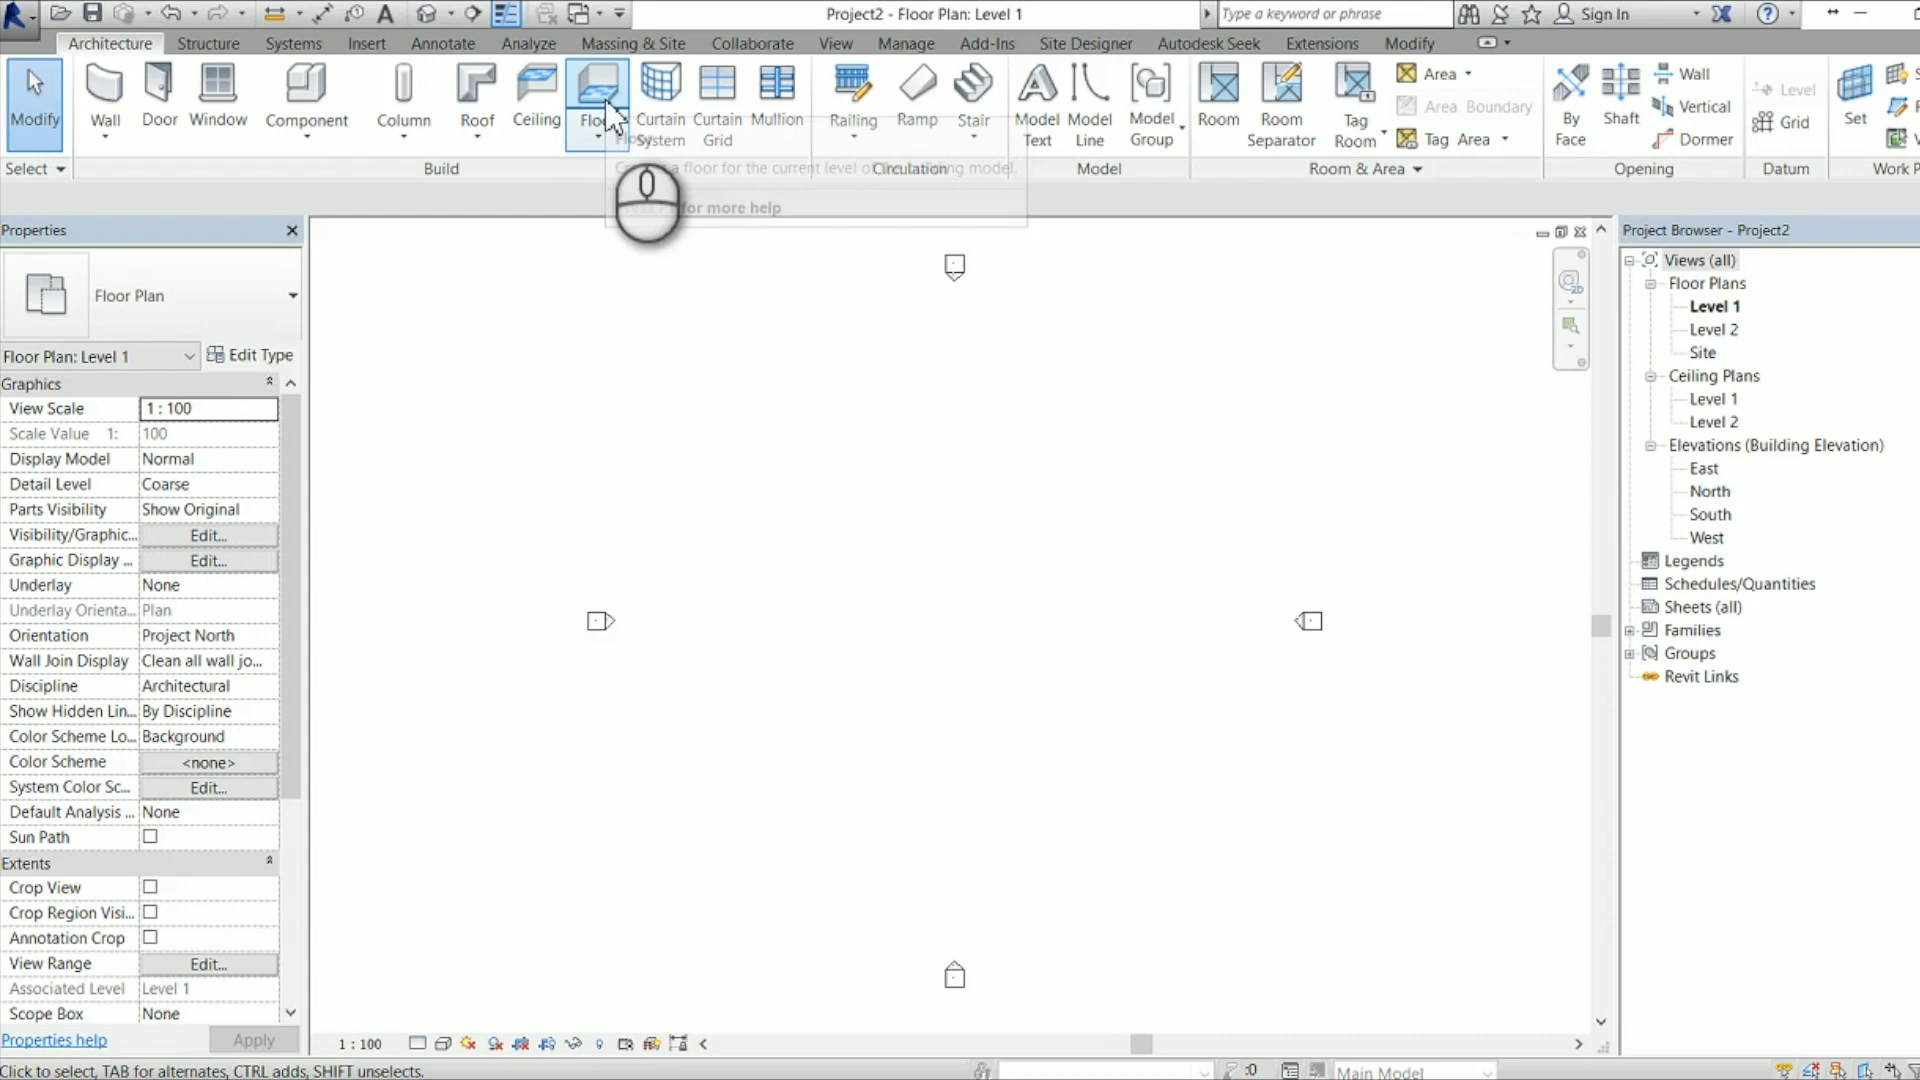 Project2 - Floor Plan: Level 1
Type a keyword or phrase
Sign In
Architecture Structure Systems Insert Annotate Analyze Massing & Site Collaborate View Manage Add-Ins Site Designer Autodesk Seek Extensions Modify
Modify
Wall
Door
Window
Component
Column
Roof
Ceiling
Curtain System
Curtain Grid
Mullion
Railing
Ramp
Stair
Model Text
Model Line
Model Group
Room
Room Separator
Tag Room
Area
Area Boundary
Tag Area
By Face
Shaft
Wall
Vertical
Dormer
Level
Grid
Set
Select
Build
Circulation
Model
Room & Area
Opening
Datum
Work P
a floor for the current level of
model.
for more help
Properties
Floor Plan
Floor Plan: Level 1
Edit Type
Graphics
View Scale 1 : 100
Scale Value 1: 100
Display Model Normal
Detail Level Coarse
Parts Visibility Show Original
Visibility/Graphic... Edit...
Graphic Display ... Edit...
Underlay None
Underlay Orienta... Plan
Orientation Project North
Wall Join Display Clean all wall jo...
Discipline Architectural
Show Hidden Lin... By Discipline
Color Scheme Lo... Background
Color Scheme <none>
System Color Sc... Edit...
Default Analysis ... None
Sun Path
Extents
Crop View
Crop Region Visi...
Annotation Crop
View Range Edit...
Associated Level Level 1
Scope Box None
Properties help
Apply
1 : 100
Project Browser - Project2
Views (all)
Floor Plans
Level 1
Level 2
Site
Ceiling Plans
Level 1
Level 2
Elevations (Building Elevation)
East
North
South
West
Legends
Schedules/Quantities
Sheets (all)
Families
Groups
Revit Links
Click to select, TAB for alternates, CTRL adds, SHIFT unselects.
:0
Main Model